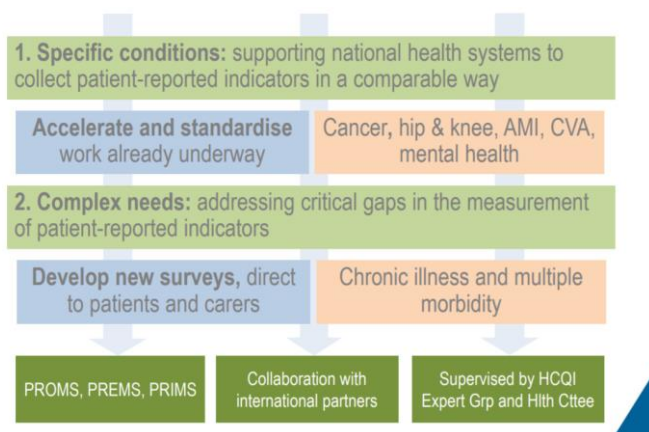 1. Specific conditions: supporting national health systems to
collect patient-reported indicators in a comparable way
Accelerate and standardise
work already underway
Cancer, hip & knee, AMI, CVA,
mental health
2. Complex needs: addressing critical gaps in the measurement
of patient-reported indicators
Develop new surveys, direct
to patients and carers
Chronic illness and multiple
morbidity
PROMS, PREMS, PRIMS
Collaboration with
international partners
Supervised by HCQI
Expert Grp and Hlth Cttee